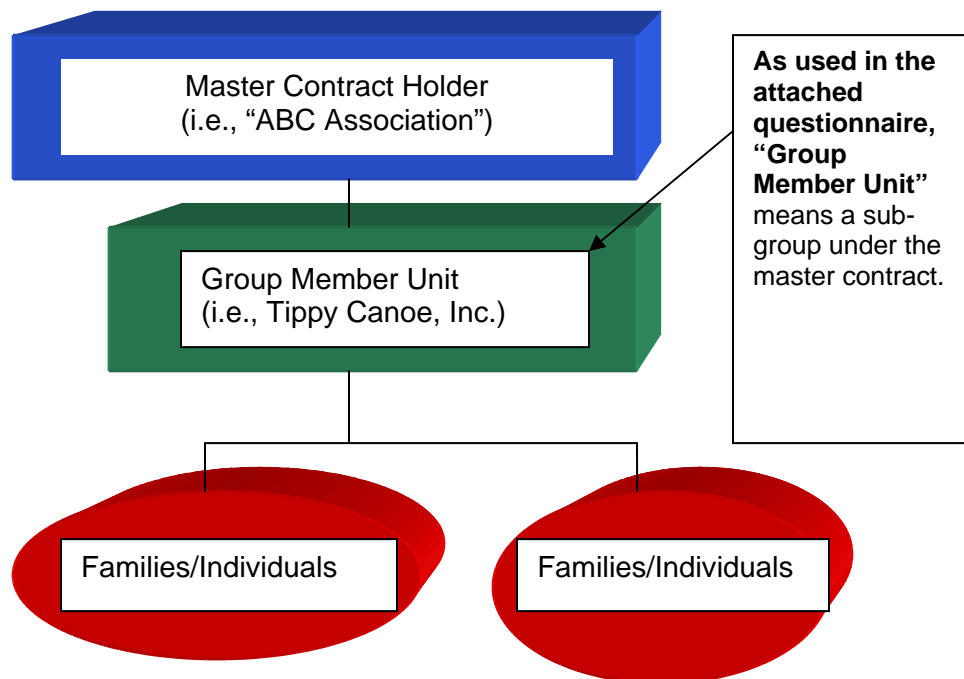 Master Contract Holder
(i.e., “ABC Association”)
Group Member Unit
(i.e., Tippy Canoe, Inc.)
Families/Individuals
Families/Individuals
As used in the
attached
questionnaire,
“Group
Member Unit”
means a sub-
group under the
master contract.